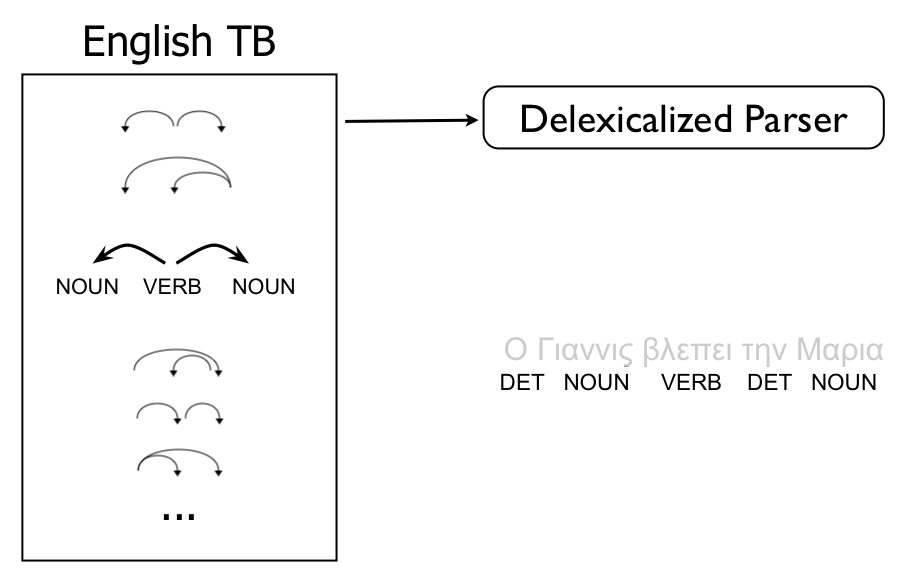 English TB
Delexicalized Parser
NOUN VERB NOUN
Ο Γιαννις βλεπει την Μαρια
DET NOUN VERB DET NOUN
...